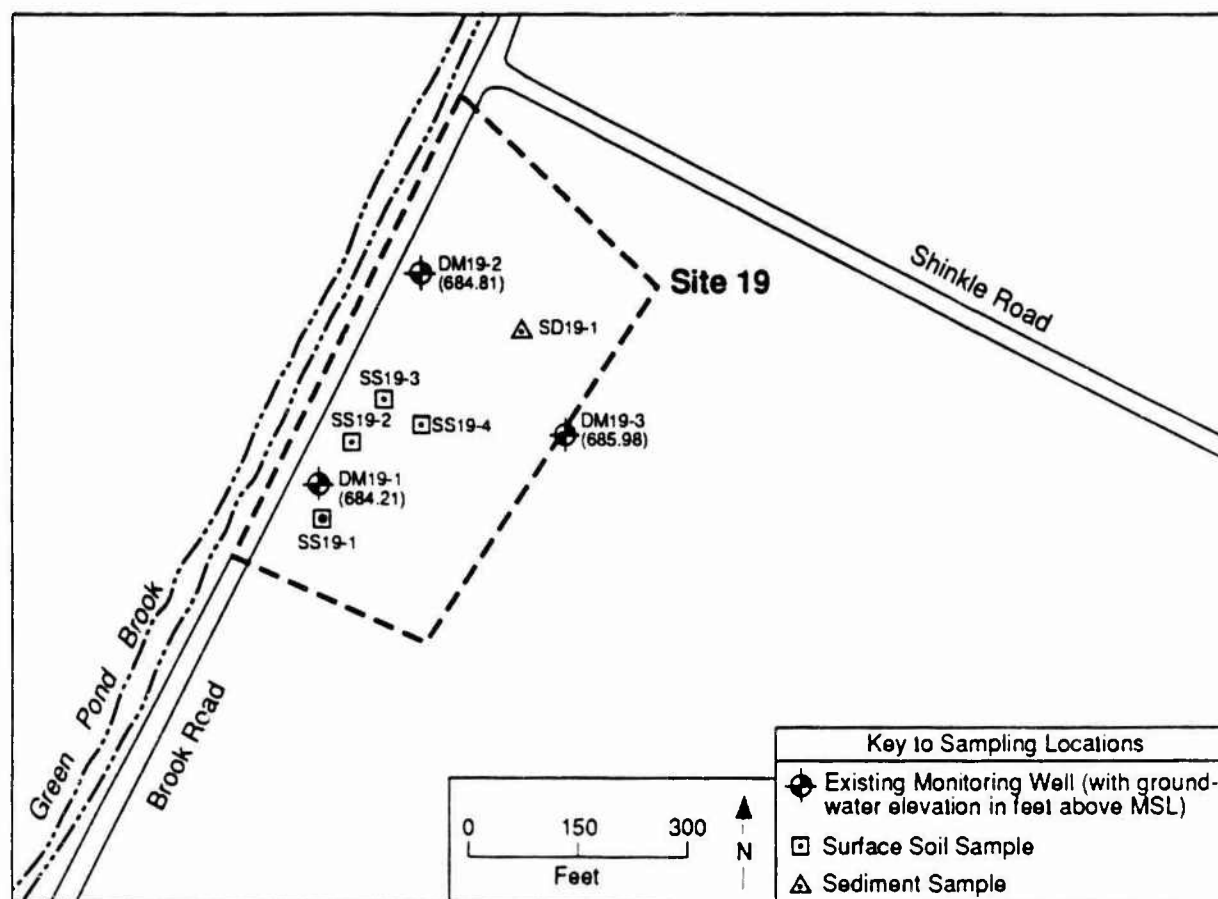 Shinkle Road
DM19-2
(684.81)
Site 19
SD19-1
SS19-3
SS19-4
SS19-2
DM19-3
(685.98)
DM19-1
(684.21)
SS19-1
Green Pond Brook
Brook Road
0 150 300
Feet
N
Key to Sampling Locations
Existing Monitoring Well (with ground-
water elevation in feet above MSL)
Surface Soil Sample
Sediment Sample